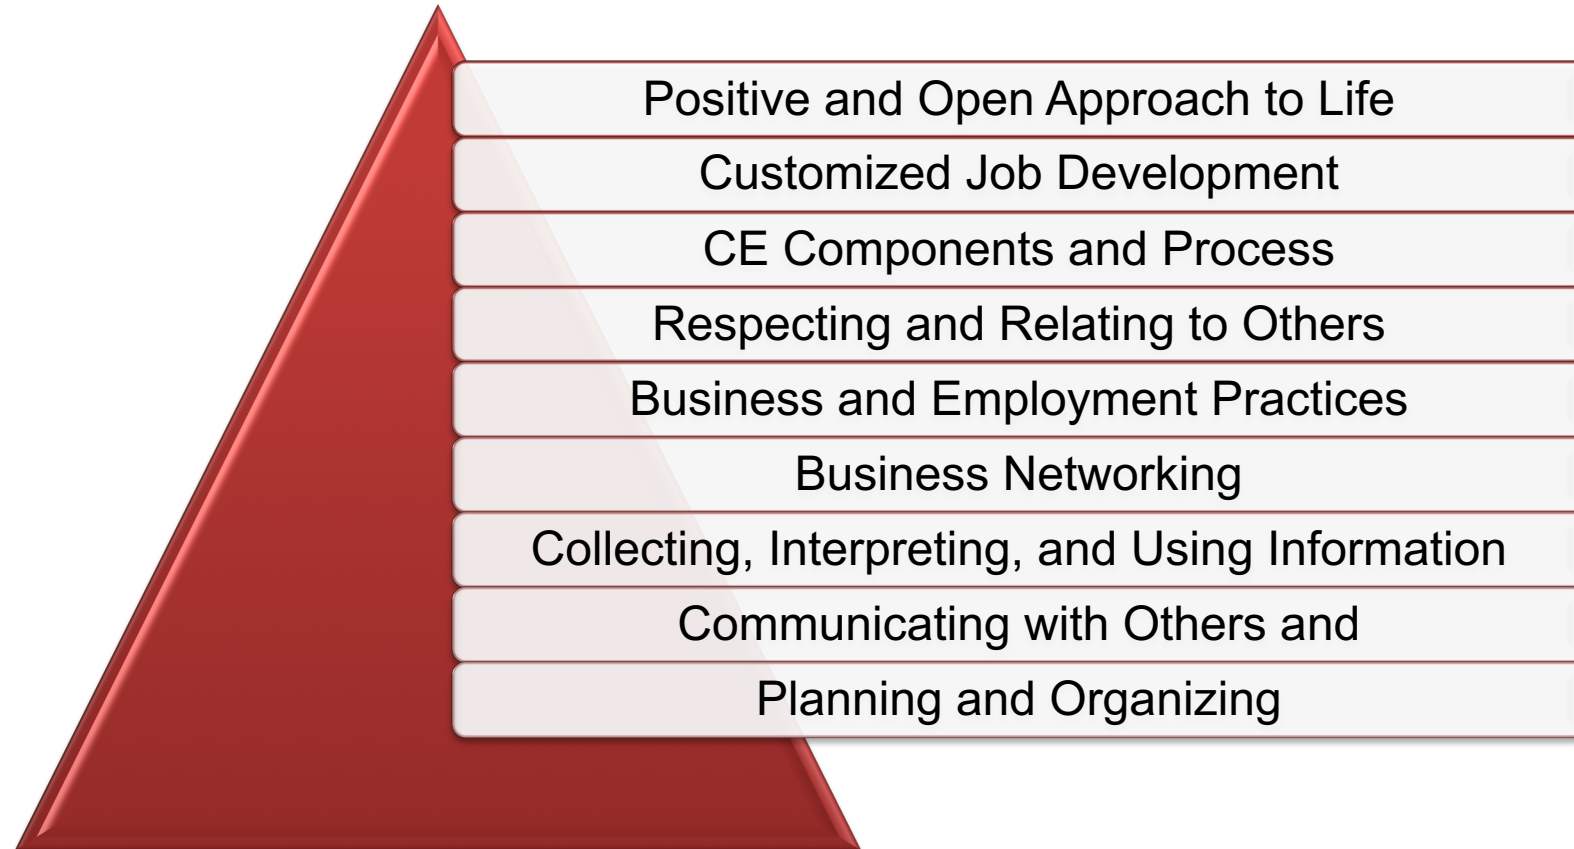 Positive and Open Approach to Life
Customized Job Development
CE Components and Process
Respecting and Relating to Others
Business and Employment Practices
Business Networking
Collecting, Interpreting, and Using Information
Communicating with Others and
Planning and Organizing